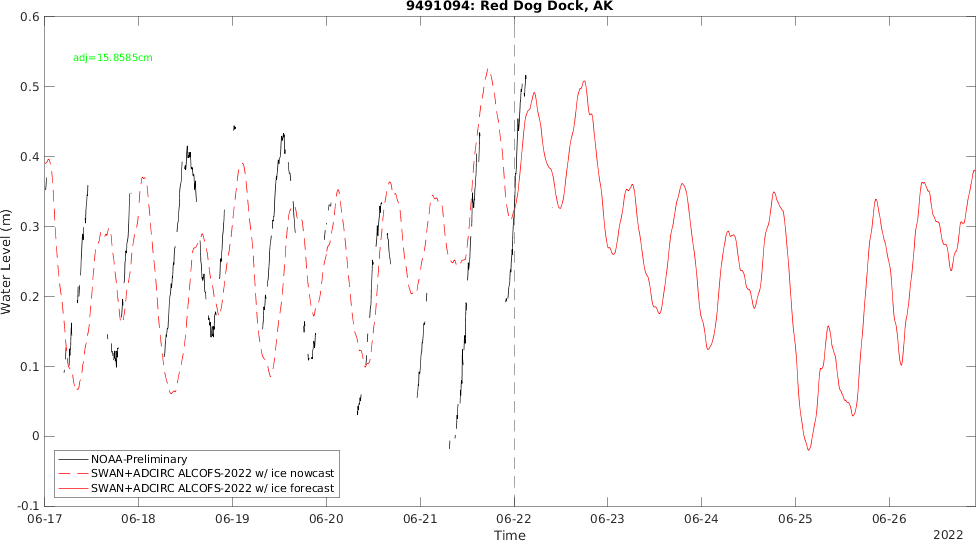 9491094: Red Dog Dock, AK
adj=15.8585cm
Water Level (m)
0.6
0.5
0.4
0.3
0.2
0.1
0
-0.1
NOAA-Preliminary
SWAN+ADCIRC ALCOFS-2022 w/ ice nowcast
SWAN+ADCIRC ALCOFS-2022 w/ ice forecast
06-17 06-18 06-19 06-20 06-21 06-22 06-23 06-24 06-25 06-26
Time
2022